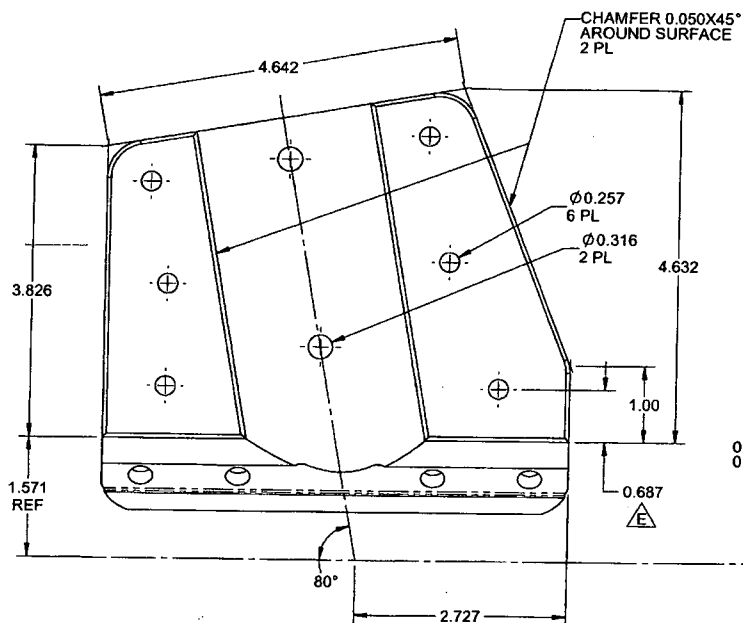 CHAMFER 0.050X45°
AROUND SURFACE
2 PL
4.642
Ø0.257
6 PL
Ø0.316
2 PL
4.632
3.826
1.00
0
0
1.571
REF
0.687
E
80°
2.727